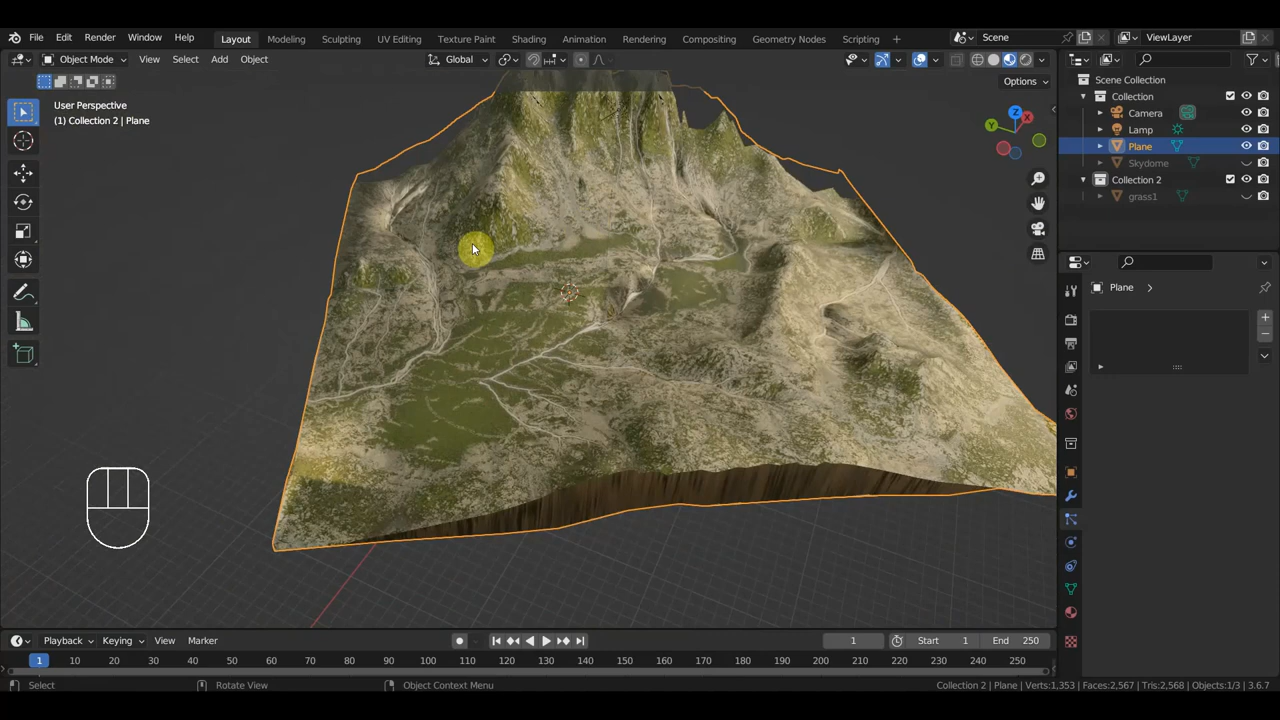 File Edit Render Window Help
Layout Modeling Sculpting UV Editing Texture Paint Shading Animation Rendering Compositing Geometry Nodes Scripting +
Scene
ViewLayer
Object Mode View Select Add Object
Global
Options
User Perspective
(1) Collection 2 | Plane
Z
X
Y
Scene Collection
Collection
Camera
Lamp
Plane
Skydome
Collection 2
grass1
Plane
Playback Keying View Marker
1 Start 1 End 250
1 10 20 30 40 50 60 70 80 90 100 110 120 130 140 150 160 170 180 190 200 210 220 230 240 250
Select Rotate View Object Context Menu
Collection 2 | Plane | Verts:1,353 | Faces:2,567 | Tris:2,568 | Objects:1/3 | 3.6.7